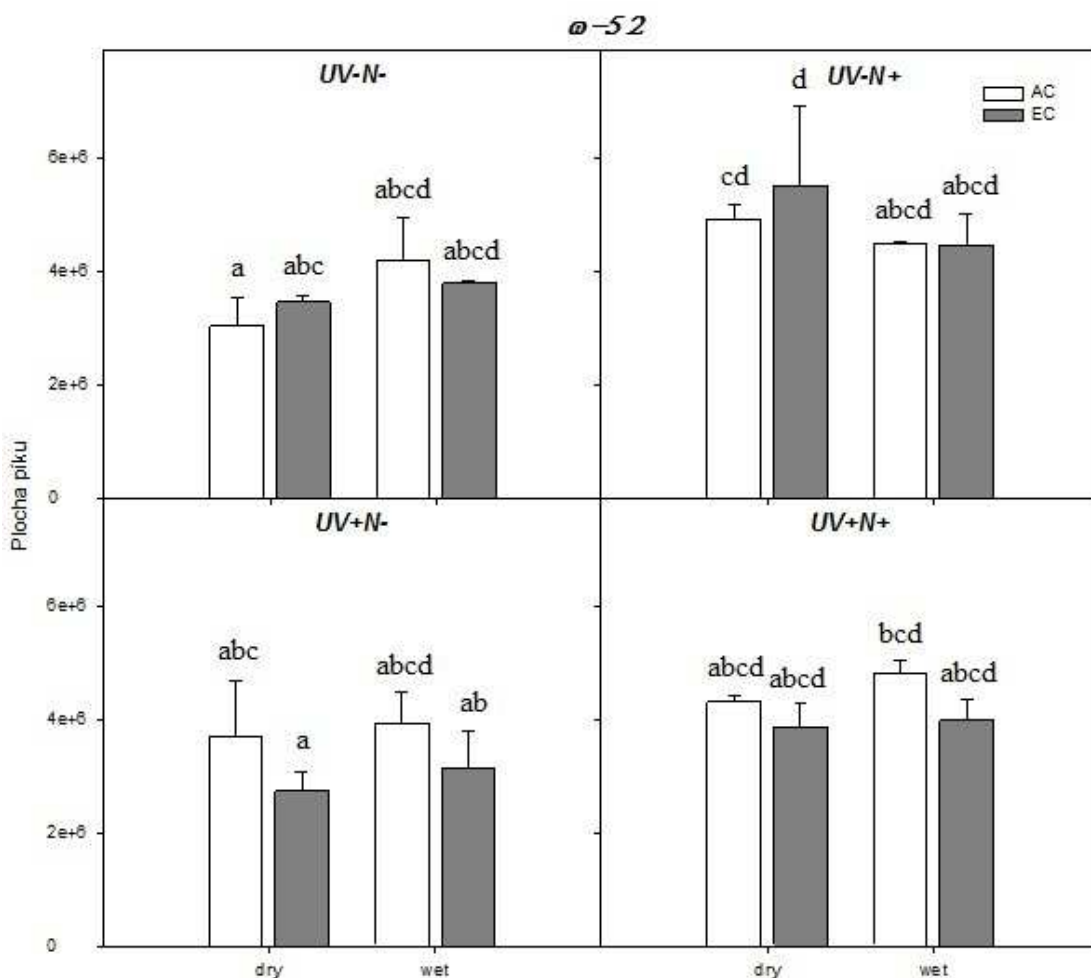 ω-5.2
UV-N-
UV-N+
AC
EC
d
cd
abcd
abcd
abcd
abcd
a
abc
6e+6
4e+6
2e+6
0
Plocha píku
UV+N-
UV+N+
abc
abcd
a
ab
abcd
abcd
bcd
abcd
6e+6
4e+6
2e+6
0
dry
wet
dry
wet